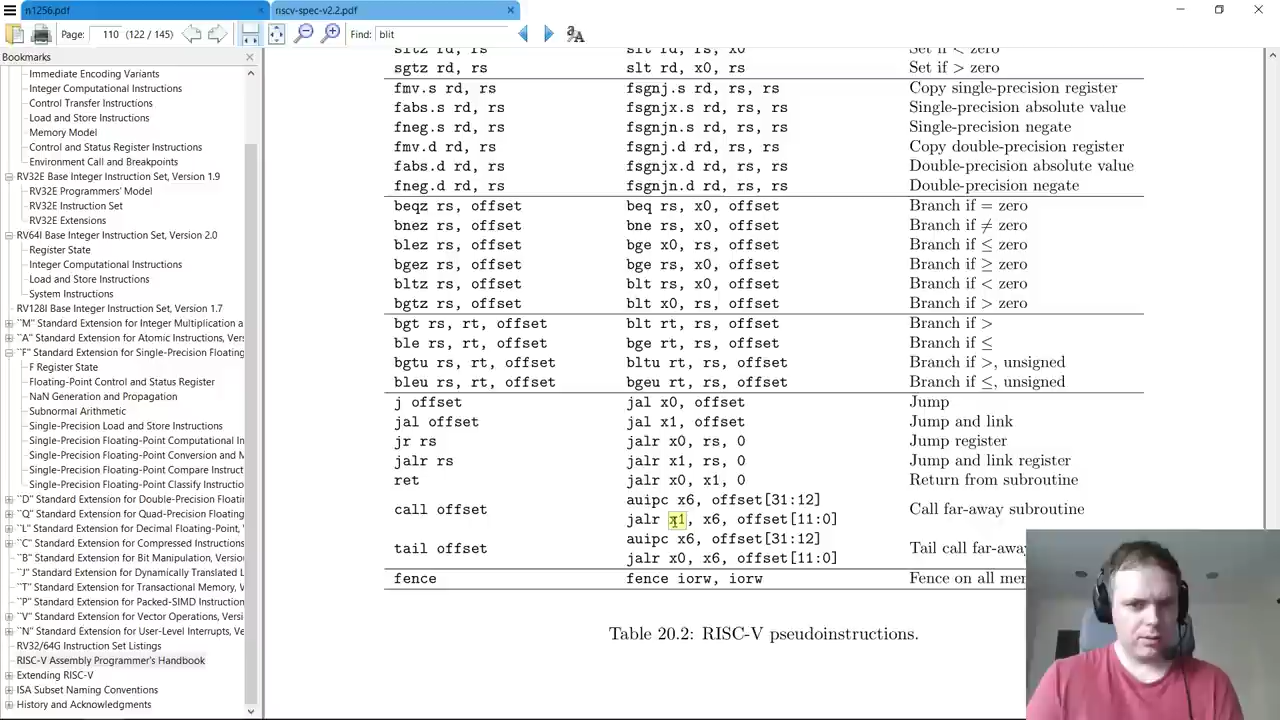 n1256.pdf
riscv-spec-v2.2.pdf
Page: 110 (122 / 145) Find: blit
Bookmarks
Immediate Encoding Variants
Integer Computational Instructions
Control Transfer Instructions
Load and Store Instructions
Memory Model
Control and Status Register Instructions
Environment Call and Breakpoints
RV32E Base Integer Instruction Set, Version 1.9
RV32E Programmers' Model
RV32E Instruction Set
RV32E Extensions
RV64I Base Integer Instruction Set, Version 2.0
Register State
Integer Computational Instructions
Load and Store Instructions
System Instructions
RV128I Base Integer Instruction Set, Version 1.7
``M'' Standard Extension for Integer Multiplication a
``A'' Standard Extension for Atomic Instructions, Vers
``F'' Standard Extension for Single-Precision Floating
F Register State
Floating-Point Control and Status Register
NaN Generation and Propagation
Subnormal Arithmetic
Single-Precision Load and Store Instructions
Single-Precision Floating-Point Computational In
Single-Precision Floating-Point Conversion and M
Single-Precision Floating-Point Compare Instruct
Single-Precision Floating-Point Classify Instructio
``D'' Standard Extension for Double-Precision Floatin
``Q'' Standard Extension for Quad-Precision Floating
``L'' Standard Extension for Decimal Floating-Point,
``C'' Standard Extension for Compressed Instructions
``B'' Standard Extension for Bit Manipulation, Version
``J'' Standard Extension for Dynamically Translated L
``T'' Standard Extension for Transactional Memory, V
``P'' Standard Extension for Packed-SIMD Instruction
``V'' Standard Extension for Vector Operations, Versi
``N'' Standard Extension for User-Level Interrupts, Ve
RV32/64G Instruction Set Listings
RISC-V Assembly Programmer's Handbook
Extending RISC-V
ISA Subset Naming Conventions
History and Acknowledgments
sltz rd, rs slt rd, rs, x0 Set if < zero
sgtz rd, rs slt rd, x0, rs Set if > zero
fmv.s rd, rs fsgnj.s rd, rs, rs Copy single-precision register
fabs.s rd, rs fsgnjx.s rd, rs, rs Single-precision absolute value
fneg.s rd, rs fsgnjn.s rd, rs, rs Single-precision negate
fmv.d rd, rs fsgnj.d rd, rs, rs Copy double-precision register
fabs.d rd, rs fsgnjx.d rd, rs, rs Double-precision absolute value
fneg.d rd, rs fsgnjn.d rd, rs, rs Double-precision negate
beqz rs, offset beq rs, x0, offset Branch if = zero
bnez rs, offset bne rs, x0, offset Branch if ≠ zero
blez rs, offset bge x0, rs, offset Branch if ≤ zero
bgez rs, offset bge rs, x0, offset Branch if ≥ zero
bltz rs, offset blt rs, x0, offset Branch if < zero
bgtz rs, offset blt x0, rs, offset Branch if > zero
bgt rs, rt, offset blt rt, rs, offset Branch if >
ble rs, rt, offset bge rt, rs, offset Branch if ≤
bgtu rs, rt, offset bltu rt, rs, offset Branch if >, unsigned
bleu rs, rt, offset bgeu rt, rs, offset Branch if ≤, unsigned
j offset jal x0, offset Jump
jal offset jal x1, offset Jump and link
jr rs jalr x0, rs, 0 Jump register
jalr rs jalr x1, rs, 0 Jump and link register
ret jalr x0, x1, 0 Return from subroutine
auipc x6, offset[31:12]
call offset Call far-away subroutine
jalr x1, x6, offset[11:0]
auipc x6, offset[31:12]
tail offset Tail call far-away
jalr x0, x6, offset[11:0]
fence fence iorw, iorw Fence on all mem
Table 20.2: RISC-V pseudoinstructions.